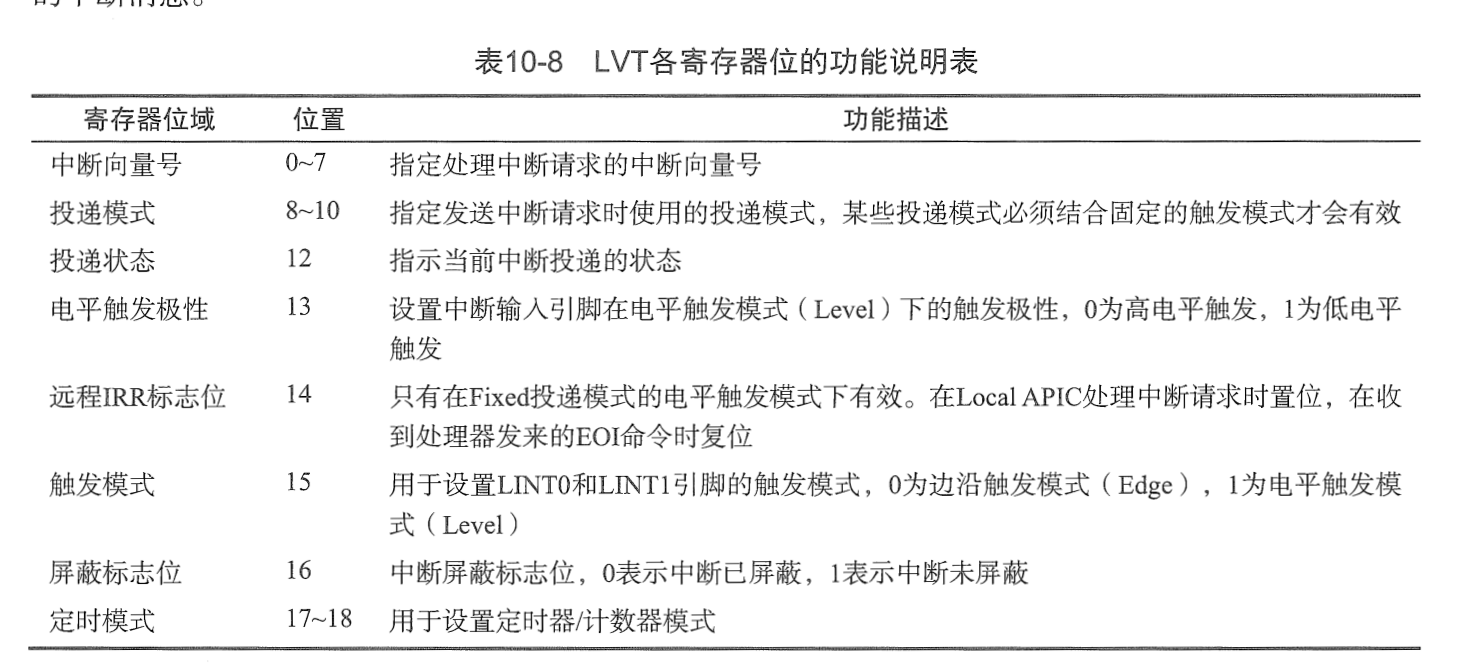 的中断消息。
表10-8 LVT各寄存器位的功能说明表
寄存器位域 位置 功能描述
中断向量号 0~7 指定处理中断请求的中断向量号
投递模式 8~10 指定发送中断请求时使用的投递模式，某些投递模式必须结合固定的触发模式才会有效
投递状态 12 指示当前中断投递的状态
电平触发极性 13 设置中断输入引脚在电平触发模式（Level）下的触发极性，0为高电平触发，1为低电平
触发
远程IRR标志位 14 只有在Fixed投递模式的电平触发模式下有效。在Local APIC处理中断请求时置位，在收
到处理器发来的EOI命令时复位
触发模式 15 用于设置LINT0和LINT1引脚的触发模式，0为边沿触发模式（Edge），1为电平触发模
式（Level）
屏蔽标志位 16 中断屏蔽标志位，0表示中断已屏蔽，1表示中断未屏蔽
定时模式 17~18 用于设置定时器/计数器模式